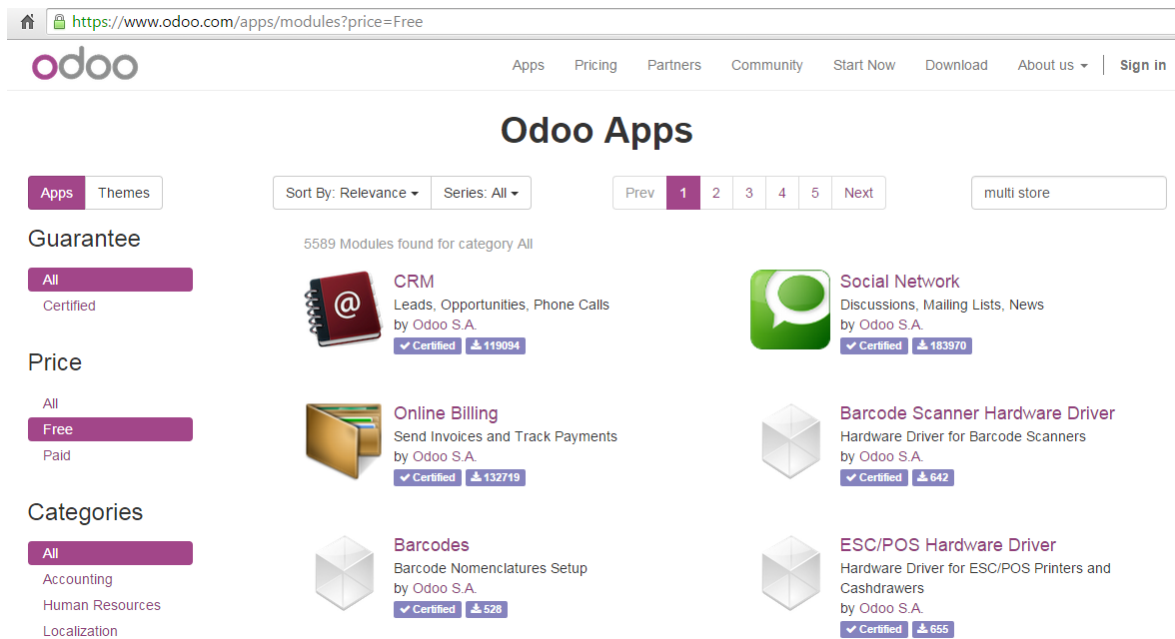 https://www.odoo.com/apps/modules?price=Free
odoo
Apps Pricing Partners Community Start Now Download About us Sign in
Odoo Apps
Apps Themes
Sort By: Relevance Series: All
Prev 1 2 3 4 5 Next
multi store
Guarantee
All
Certified
Price
All
Free
Paid
Categories
All
Accounting
Human Resources
Localization
5589 Modules found for category All
CRM
Leads, Opportunities, Phone Calls
by Odoo S.A.
Certified 119094
Social Network
Discussions, Mailing Lists, News
by Odoo S.A.
Certified 183970
Online Billing
Send Invoices and Track Payments
by Odoo S.A.
Certified 132719
Barcode Scanner Hardware Driver
Hardware Driver for Barcode Scanners
by Odoo S.A.
Certified 642
Barcodes
Barcode Nomenclatures Setup
by Odoo S.A.
Certified 528
ESC/POS Hardware Driver
Hardware Driver for ESC/POS Printers and
Cashdrawers
by Odoo S.A.
Certified 655